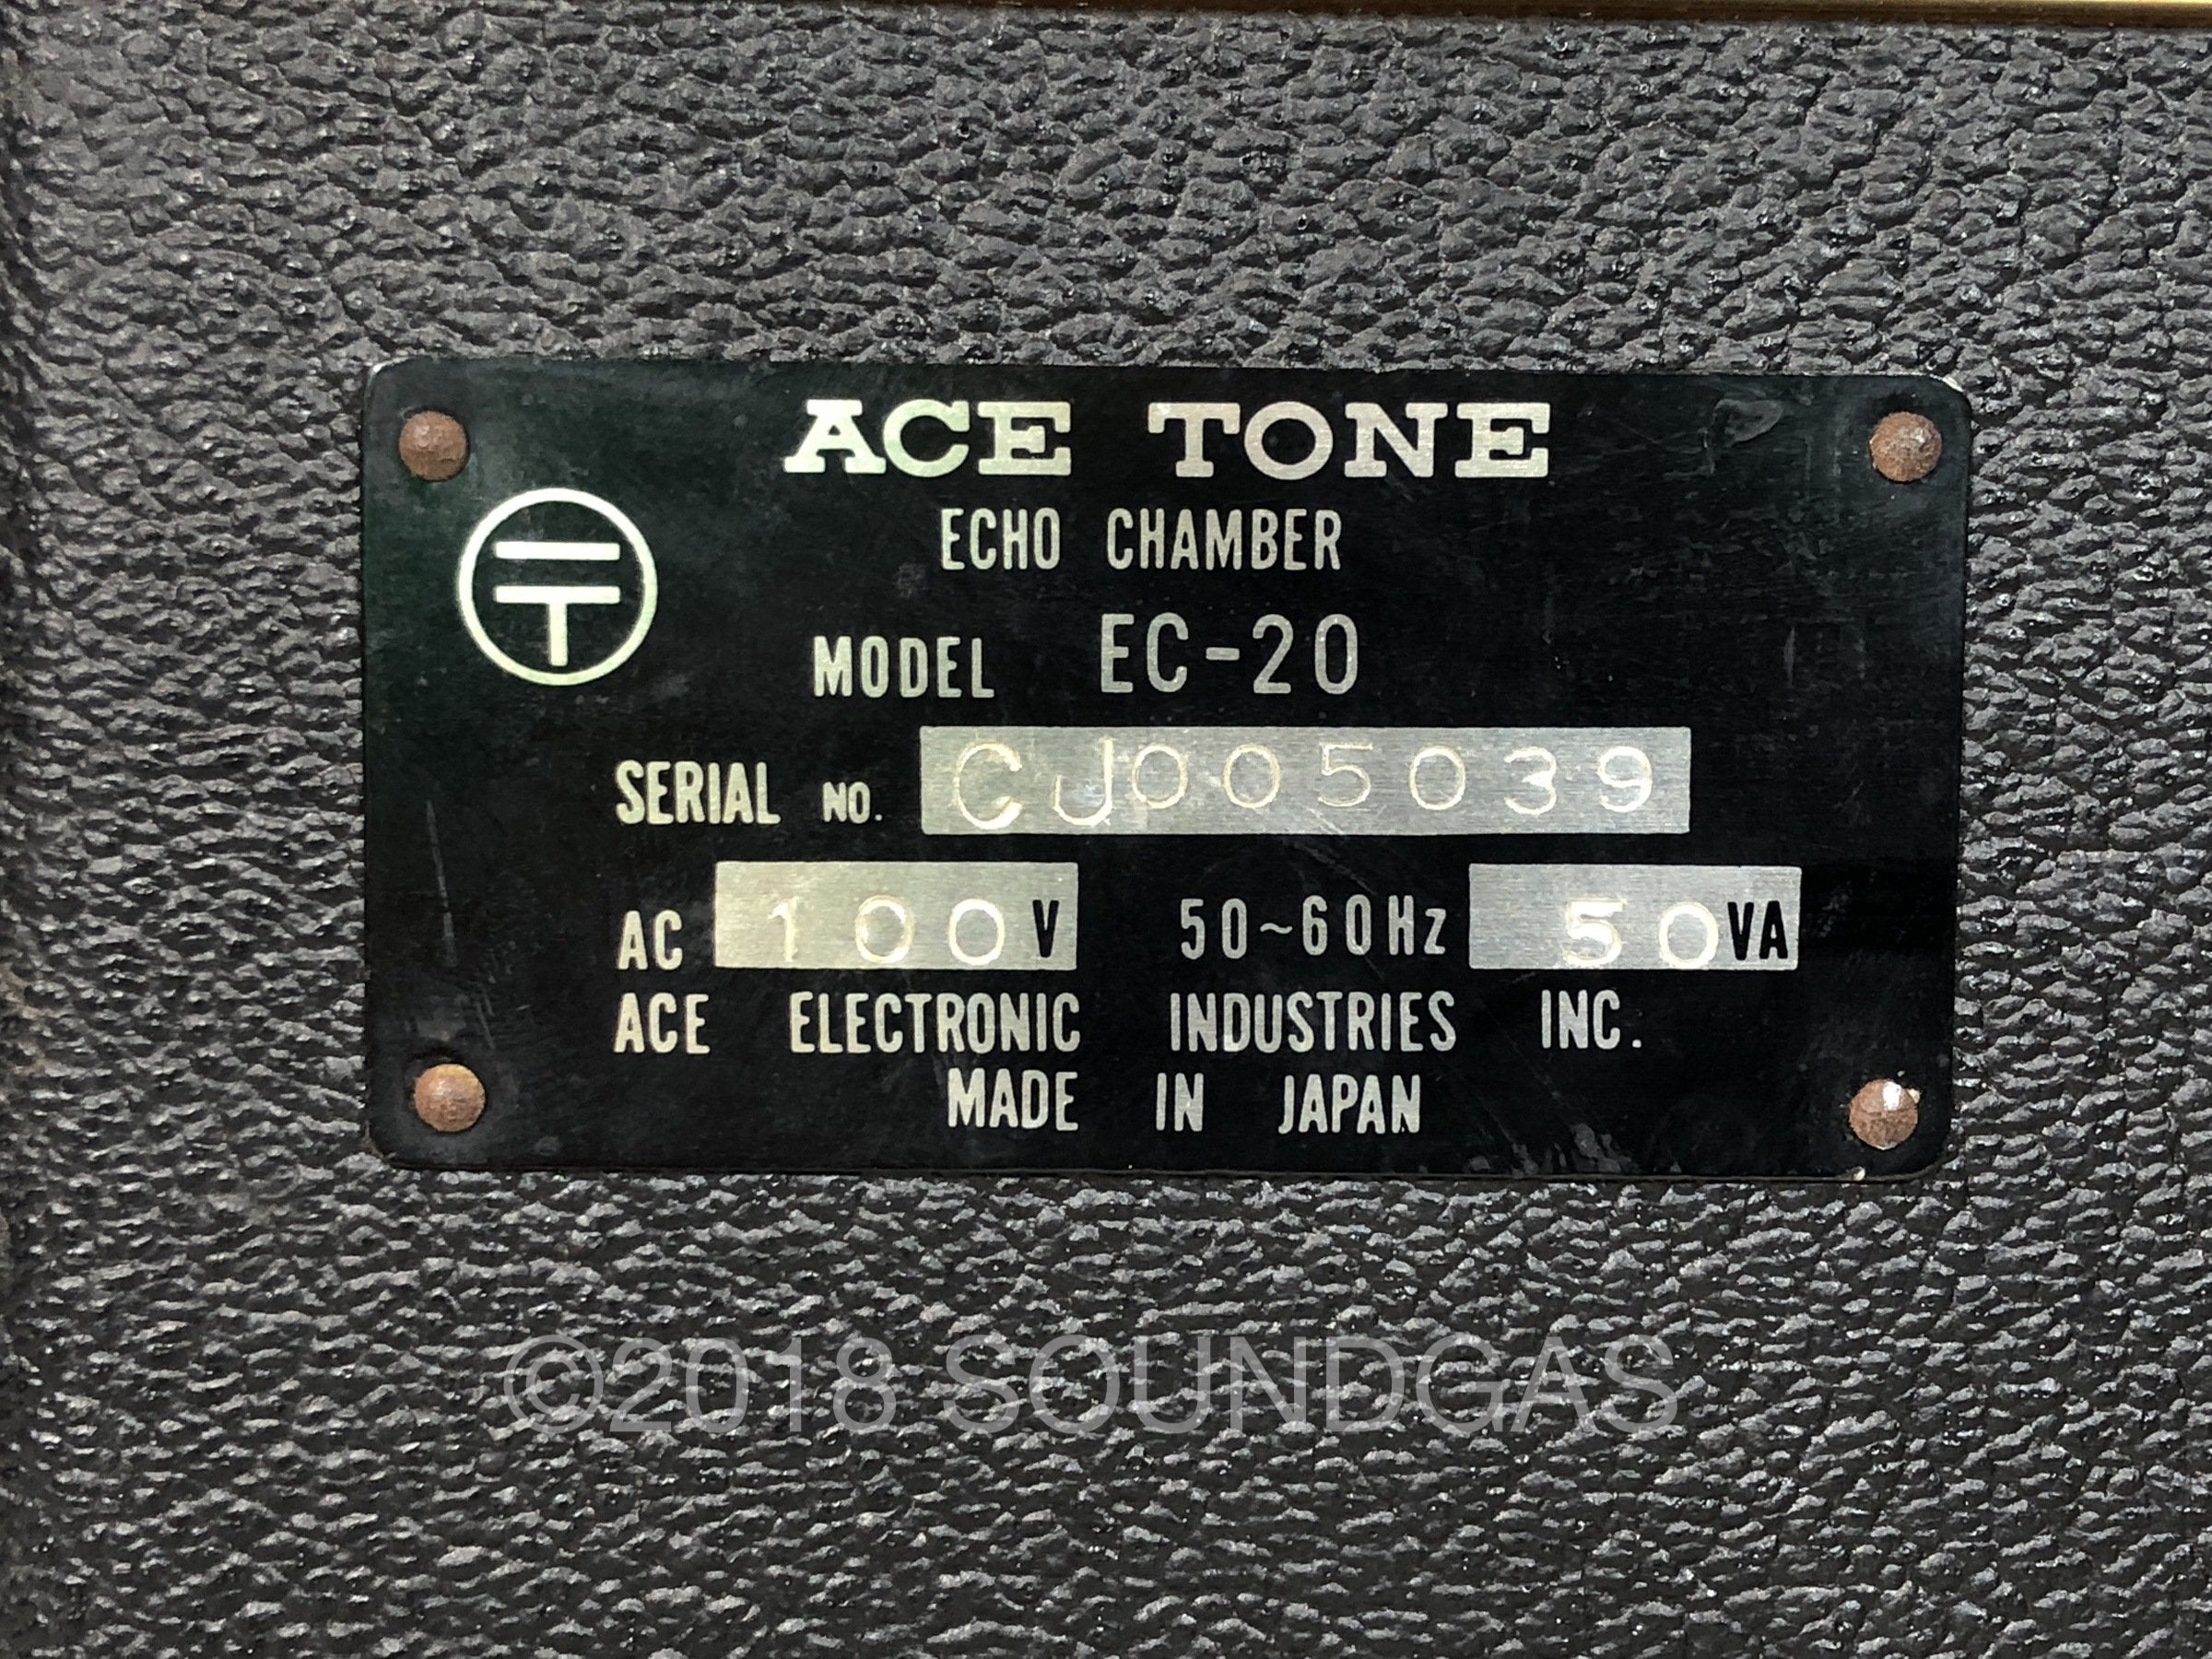 ACE TONE
ECHO CHAMBER
MODEL EC-20
SERIAL NO. CJ005039
AC 100V 50~60Hz 50VA
ACE ELECTRONIC INDUSTRIES INC.
MADE IN JAPAN
©2018 SOUNDGAS